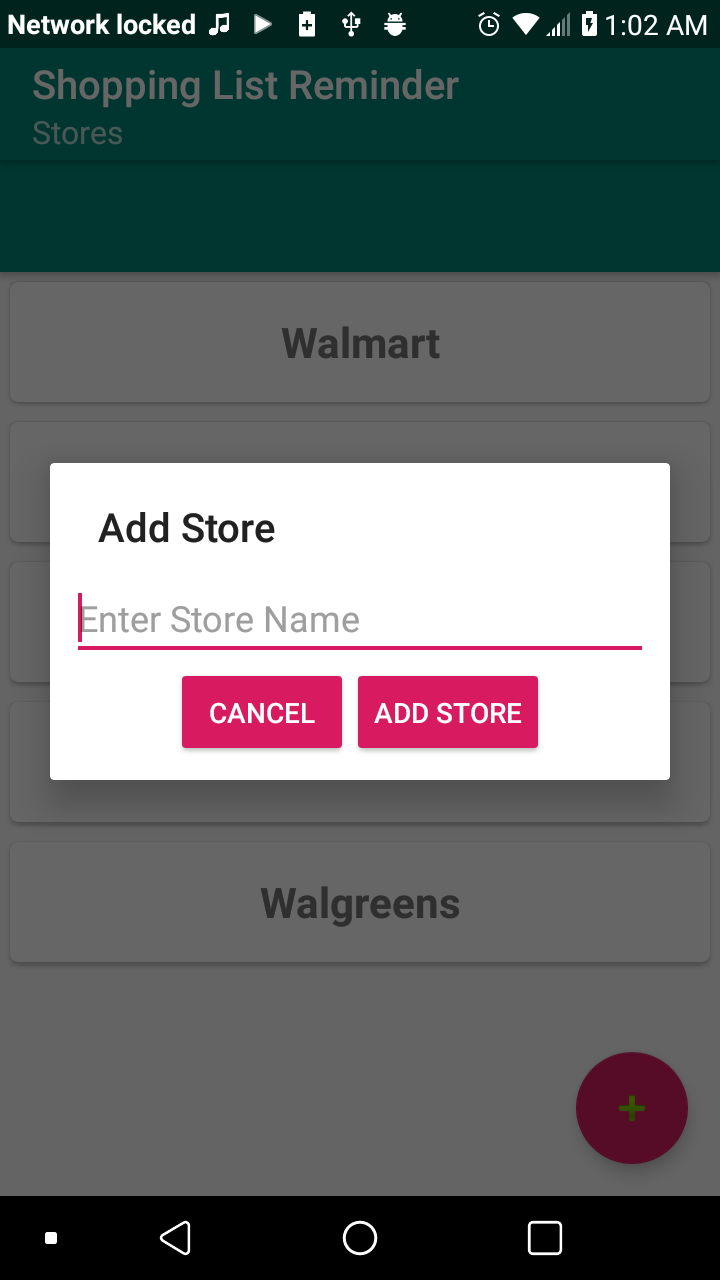 Network locked 1:02 AM
Shopping List Reminder
Stores
Walmart
Add Store
Enter Store Name
CANCEL ADD STORE
Walgreens
+